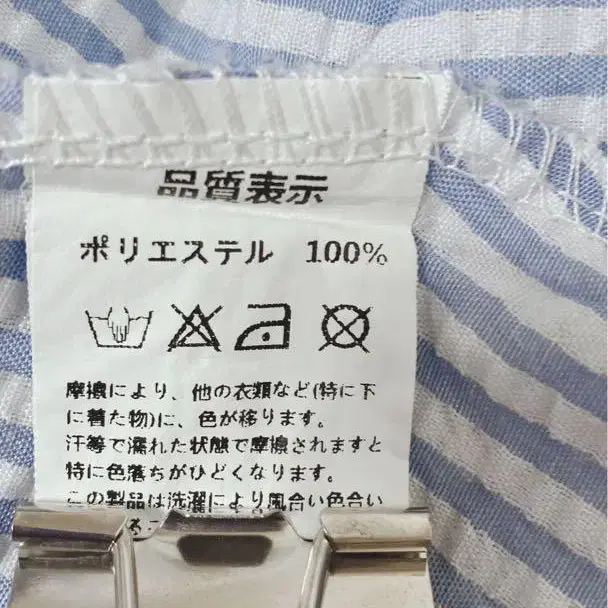 品質表示
ポリエステル 100%
摩擦により、他の衣類など(特に下
に着た物)に、色が移ります。
汗等で濡れた状態で摩擦されますと
特に色落ちがひどくなります。
この製品は洗濯により風合い色合い